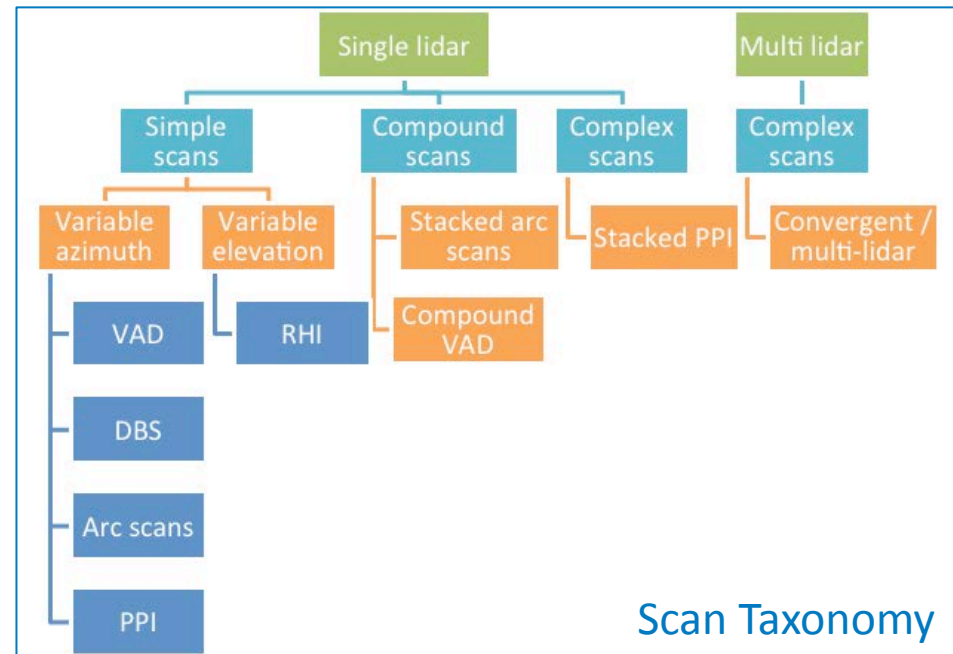 Single lidar
Multi lidar
Simple
scans
Compound
scans
Complex
scans
Complex
scans
Variable
azimuth
Variable
elevation
Stacked arc
scans
Stacked PPI
Convergent /
multi-lidar
VAD
RHI
Compound
VAD
DBS
Arc scans
PPI
Scan Taxonomy